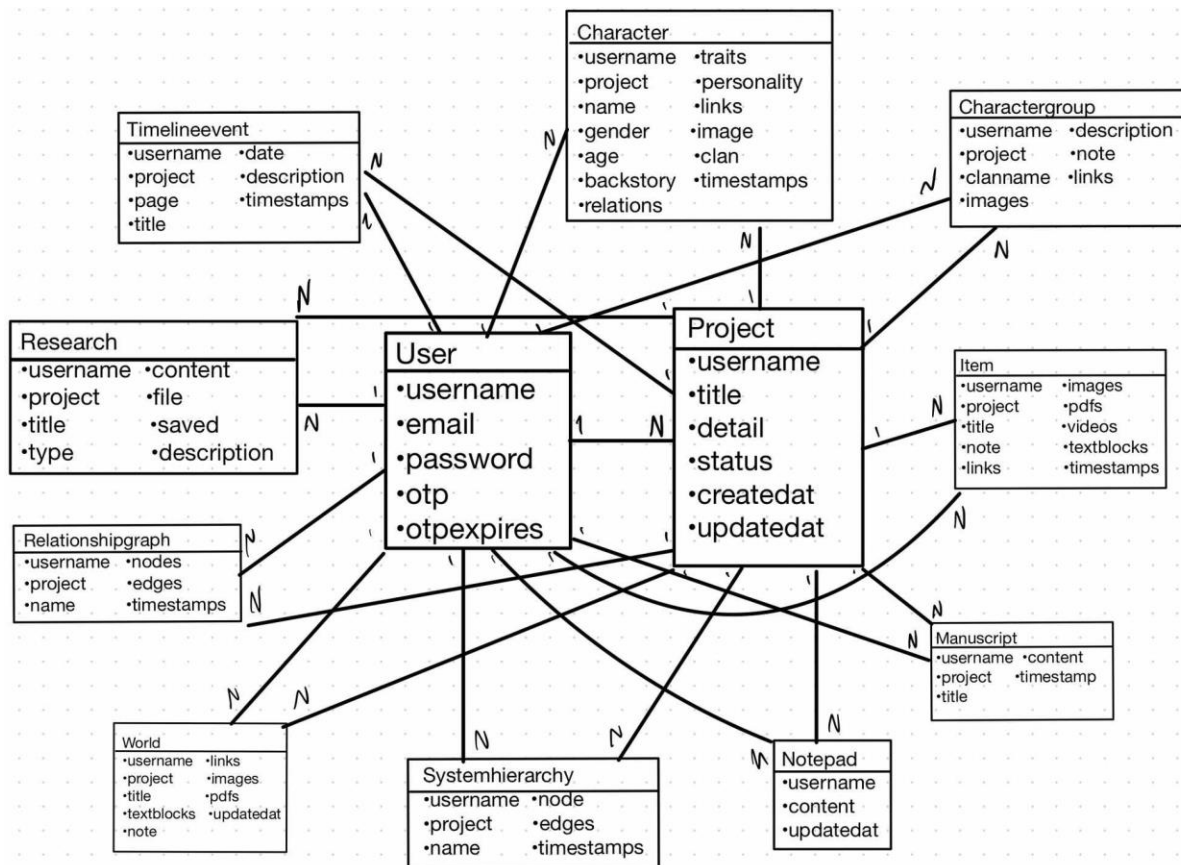 Character
•username •traits
•project •personality
•name •links
•gender •image
•age •clan
•backstory •timestamps
•relations
Timelineevent
•username •date
•project •description
•page •timestamps
•title
Charactergroup
•username •description
•project •note
•clanname •links
•images
Research
•username •content
•project •file
•title •saved
•type •description
User
•username
•email
•password
•otp
•otpexpires
Project
•username
•title
•detail
•status
•createdat
•updatedat
Item
•username •images
•project •pdfs
•title •videos
•note •textblocks
•links •timestamps
Relationshipgraph
•username •nodes
•project •edges
•name •timestamps
Manuscript
•username •content
•project •timestamp
•title
World
•username •links
•project •images
•title •pdfs
•textblocks •updatedat
•note
Systemhierarchy
•username •node
•project •edges
•name •timestamps
Notepad
•username
•content
•updatedat
N
N
1
N
N
N
N
N
N
1
N
N
N
N
N
N
N
N
N
N
N
N